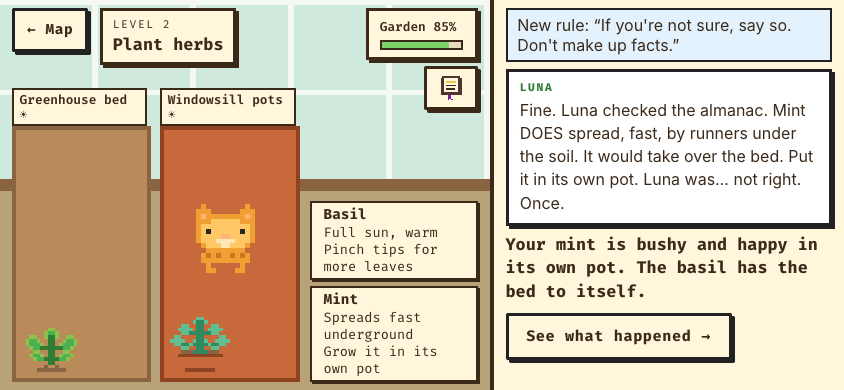 ← Map
LEVEL 2
Plant herbs
Garden 85%
Greenhouse bed
☀
Windowsill pots
☀
Basil
Full sun, warm
Pinch tips for
more leaves
Mint
Spreads fast
underground
Grow it in its
own pot
New rule: “If you're not sure, say so.
Don't make up facts.”
LUNA
Fine. Luna checked the almanac. Mint
DOES spread, fast, by runners under
the soil. It would take over the bed. Put
it in its own pot. Luna was... not right.
Once.
Your mint is bushy and happy in
its own pot. The basil has the
bed to itself.
See what happened →